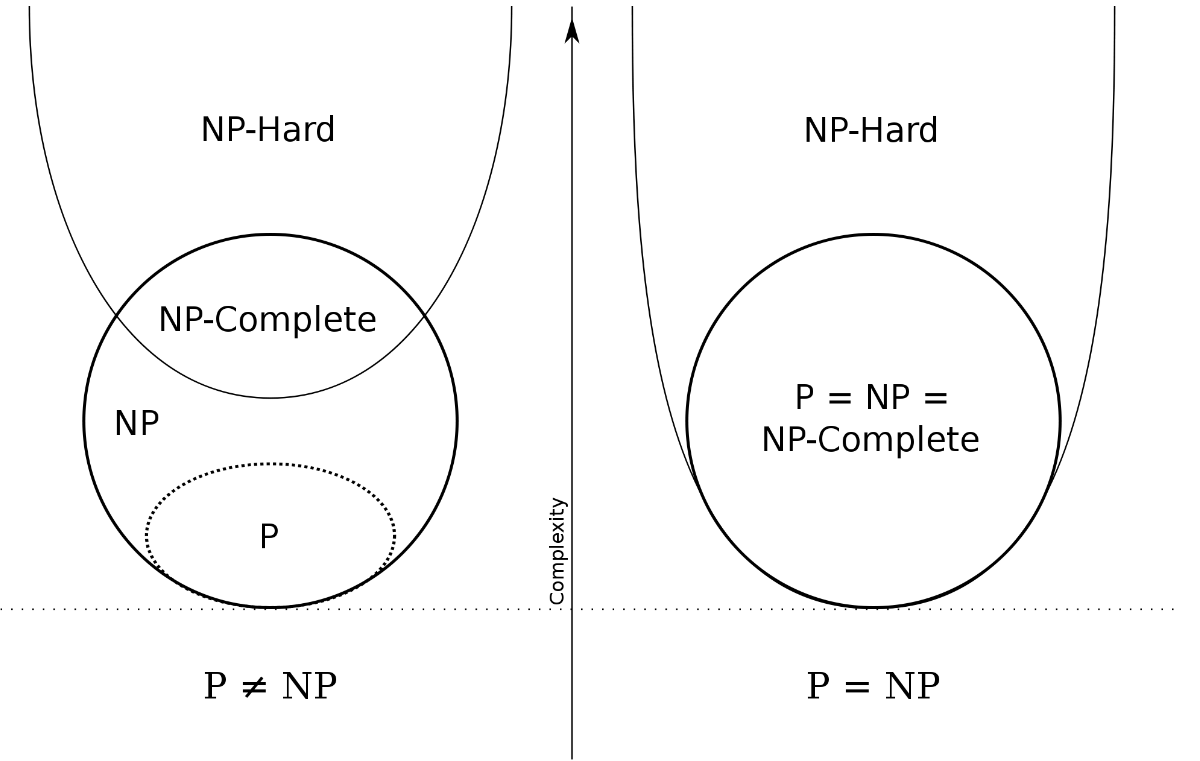 NP-Hard
NP-Complete
NP
P
P ≠ NP
Complexity
NP-Hard
P = NP =
NP-Complete
P = NP